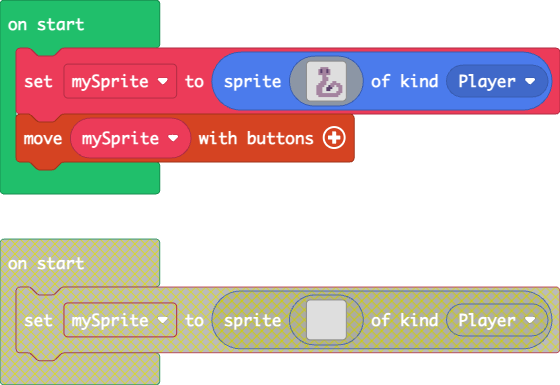 on start
set mySprite to sprite of kind Player
move mySprite with buttons
on start
set mySprite to sprite of kind Player